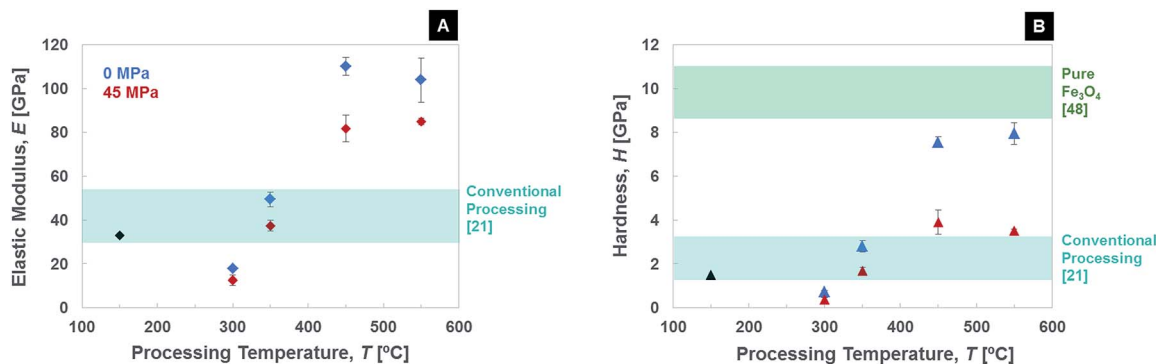 A
120
100
80
60
40
20
0
Elastic Modulus, E [GPa]
0 MPa
45 MPa
Conventional
Processing
[21]
100 200 300 400 500 600
Processing Temperature, T [ºC]
B
12
10
8
6
4
2
0
Hardness, H [GPa]
Pure
Fe₃O₄
[48]
Conventional
Processing
[21]
100 200 300 400 500 600
Processing Temperature, T [ºC]